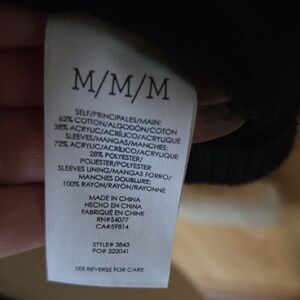 M/M/M
SELF/PRINCIPALES/MAIN:
62% COTTON/ALGODÓN/COTON
38% ACRYLIC/ACRÍLICO/ACRYLIQUE
SLEEVES/MANGAS/MANCHES:
72% ACRYLIC/ACRÍLICO/ACRYLIQUE
28% POLYESTER/
POLIESTER/POLYESTER
SLEEVES LINING/MANGAS FORRO/
MANCHES DOUBLURE:
100% RAYON/RAYÓN/RAYONNE
MADE IN CHINA
HECHO EN CHINA
FABRIQUÉ EN CHINE
RN#54077
CA#59814
STYLE# 3843
PO# 222041
SEE REVERSE FOR CARE